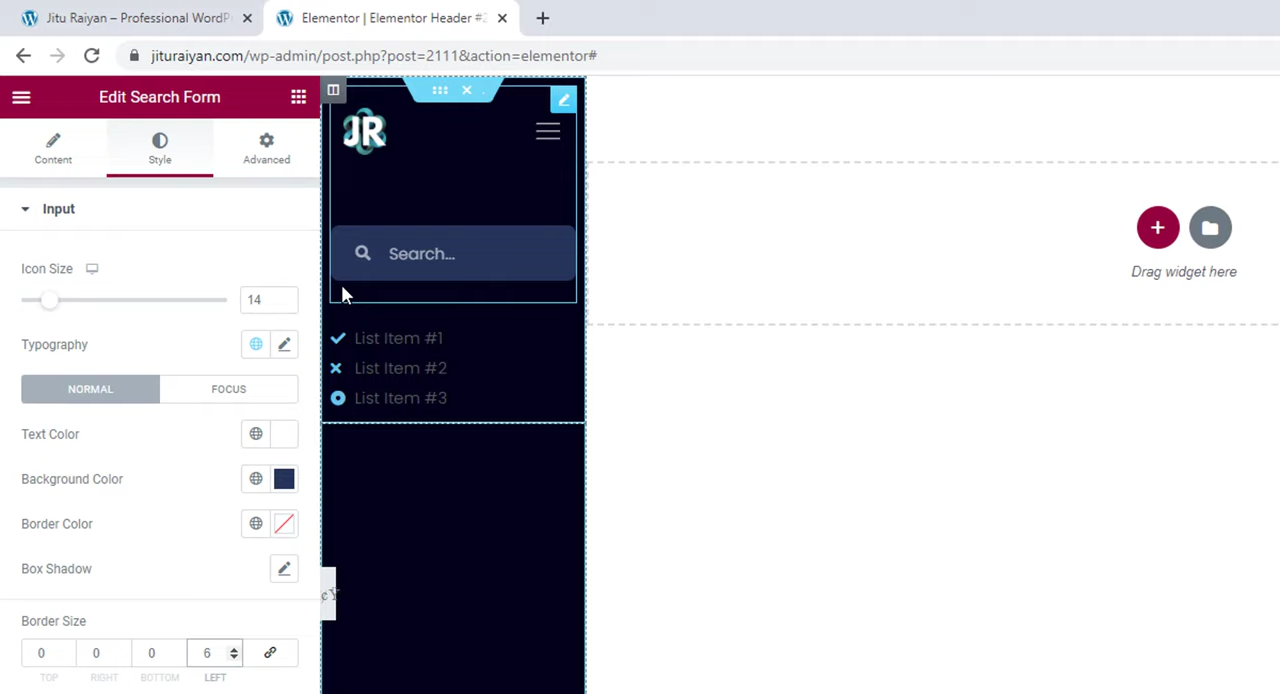 Jitu Raiyan – Professional WordPr
Elementor | Elementor Header #2
jituraiyan.com/wp-admin/post.php?post=2111&action=elementor#
Edit Search Form
Content
Style
Advanced
Input
Icon Size
14
Typography
NORMAL
FOCUS
Text Color
Background Color
Border Color
Box Shadow
Border Size
0 0 0 6
TOP RIGHT BOTTOM LEFT
JR
Search...
List Item #1
List Item #2
List Item #3
Drag widget here